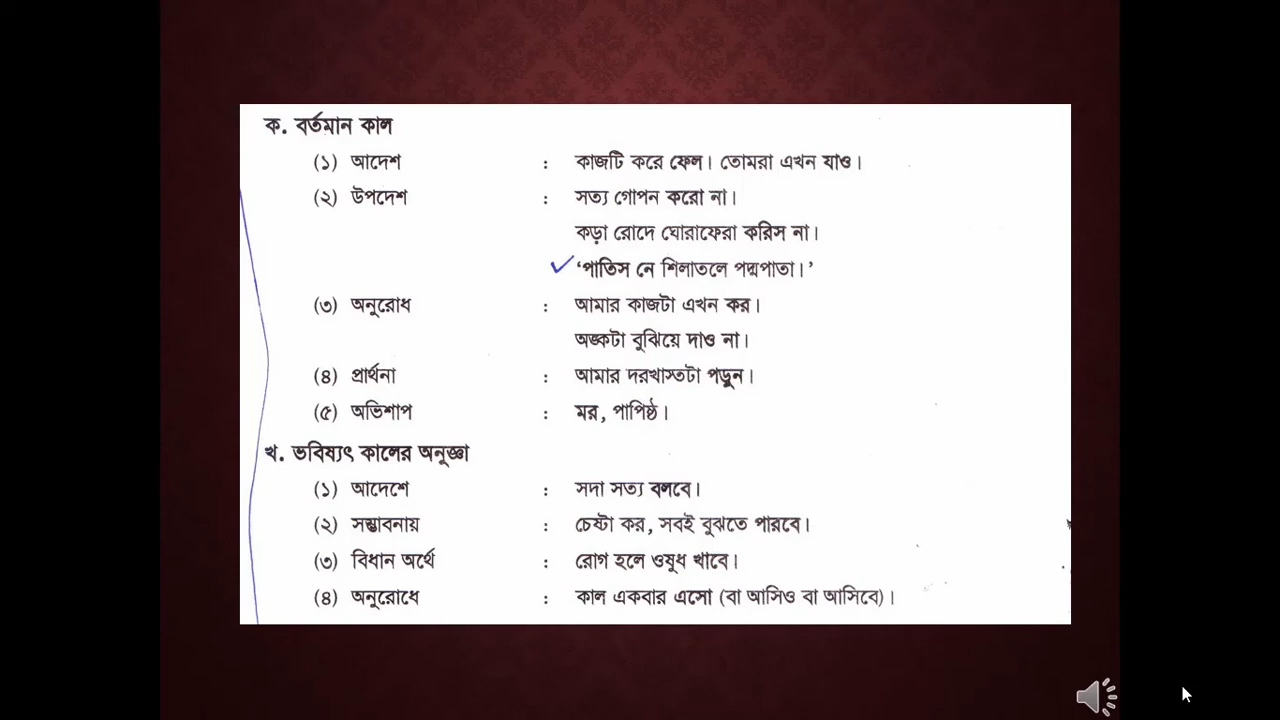 ক. বর্তমান কাল
(১) আদেশ : কাজটি করে ফেল। তোমরা এখন যাও।
(২) উপদেশ : সত্য গোপন করো না।
কড়া রোদে ঘোরাফেরা করিস না।
‘পাতিস নে শিলাতলে পদ্মপাতা।’
(৩) অনুরোধ : আমার কাজটা এখন কর।
অঙ্কটা বুঝিয়ে দাও না।
(৪) প্রার্থনা : আমার দরখাস্তটা পড়ুন।
(৫) অভিশাপ : মর, পাপিষ্ঠ।
খ. ভবিষ্যৎ কালের অনুজ্ঞা
(১) আদেশে : সদা সত্য বলবে।
(২) সম্ভাবনায় : চেষ্টা কর, সবই বুঝতে পারবে।
(৩) বিধান অর্থে : রোগ হলে ওষুধ খাবে।
(৪) অনুরোধে : কাল একবার এসো (বা আসিও বা আসিবে)।